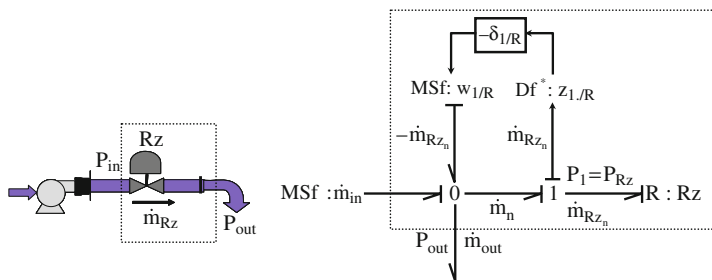 Rz
P_in
ṁ_Rz
P_out
−δ_1/R
MSf: w_1/R
Df* : z_1./R
−ṁ_Rz_n
ṁ_Rz_n
MSf : ṁ_in
0
ṁ_n
1
P_1=P_Rz
ṁ_Rz_n
R : Rz
P_out
ṁ_out